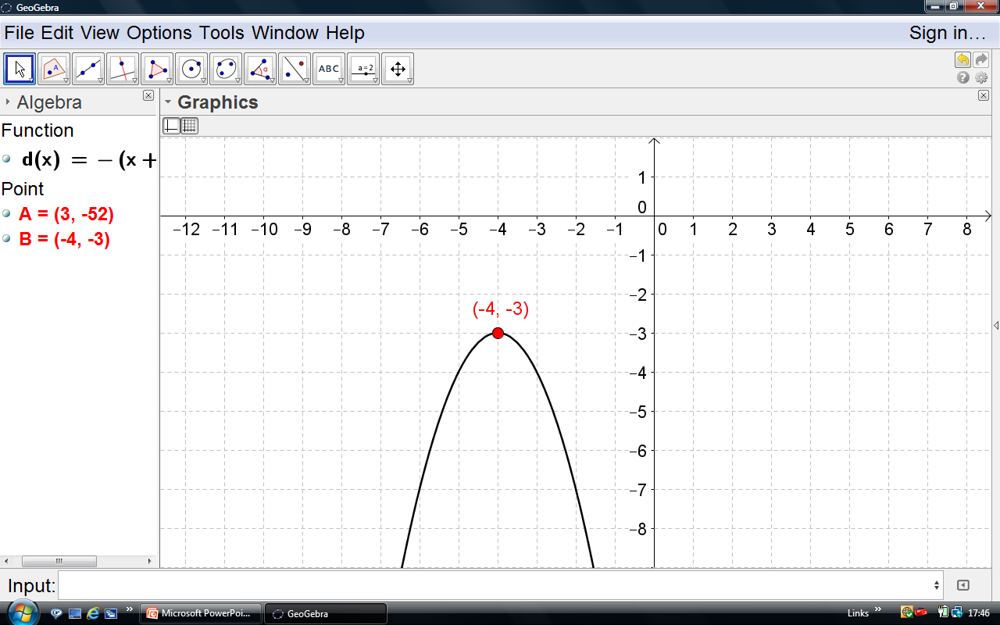 GeoGebra
File Edit View Options Tools Window Help Sign in...
A α ABC a=2
Algebra
Graphics
Function
d(x) = − (x +
Point
A = (3, -52)
B = (-4, -3)
1
0
−12 −11 −10 −9 −8 −7 −6 −5 −4 −3 −2 −1 0 1 2 3 4 5 6 7 8
−1
−2
(-4, -3)
−3
−4
−5
−6
−7
−8
Input:
Microsoft PowerPoi... GeoGebra Links 17:46